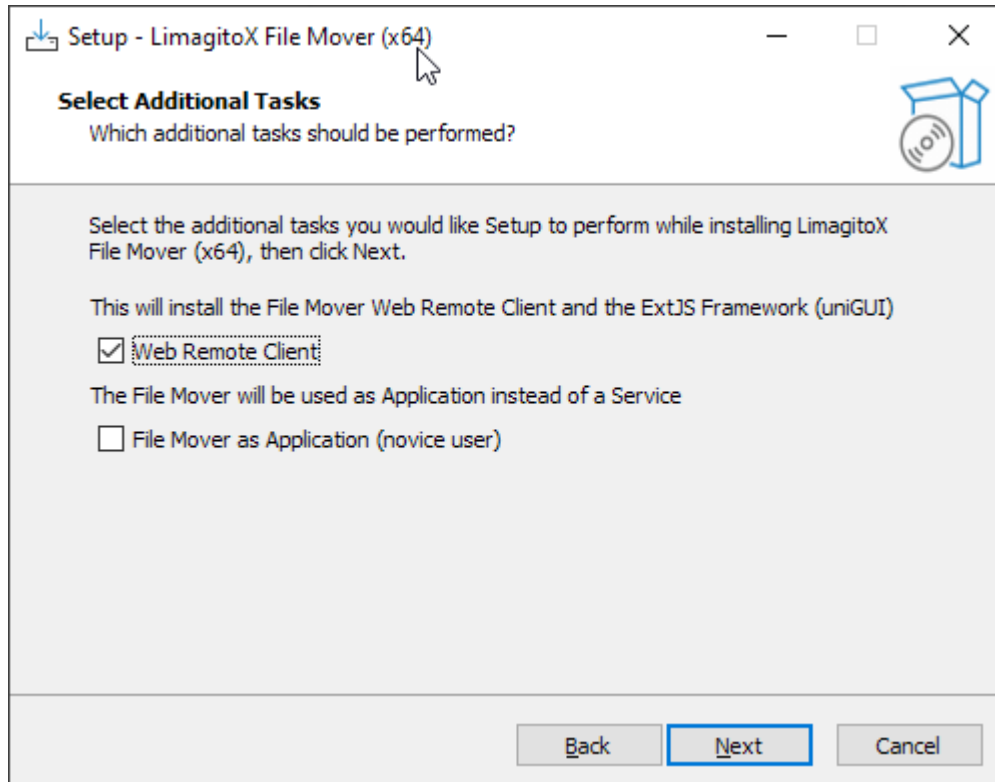 Setup - LimagitoX File Mover (x64)
Select Additional Tasks
Which additional tasks should be performed?
Select the additional tasks you would like Setup to perform while installing LimagitoX
File Mover (x64), then click Next.
This will install the File Mover Web Remote Client and the ExtJS Framework (uniGUI)
Web Remote Client
The File Mover will be used as Application instead of a Service
File Mover as Application (novice user)
Back Next Cancel